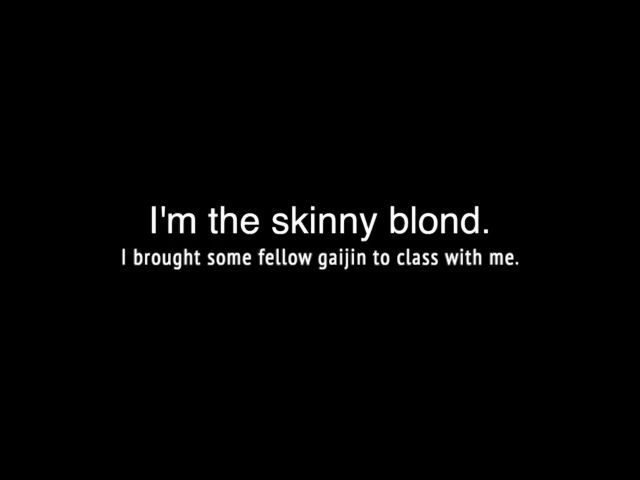 I'm the skinny blond.
I brought some fellow gaijin to class with me.